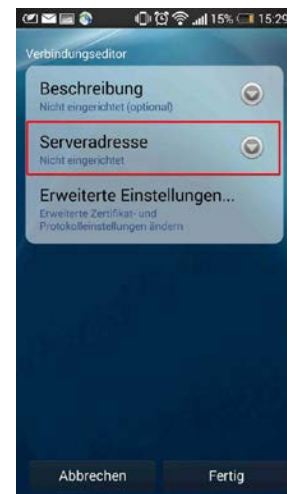 15% 15:29
Verbindungseditor
Beschreibung
Nicht eingerichtet (optional)
Serveradresse
Nicht eingerichtet
Erweiterte Einstellungen...
Erweiterte Zertifikat- und
Protokolleinstellungen ändern
Abbrechen Fertig